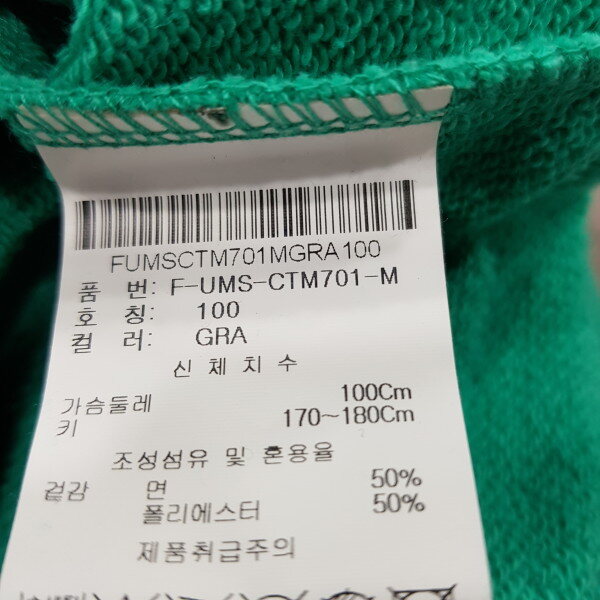 FUMSCTM701MGRA100
품 번: F-UMS-CTM701-M
호 칭: 100
컬 러: GRA
신 체 치 수
가슴둘레 100Cm
키 170~180Cm
조성섬유 및 혼용율
겉감 면 50%
폴리에스터 50%
제품취급주의